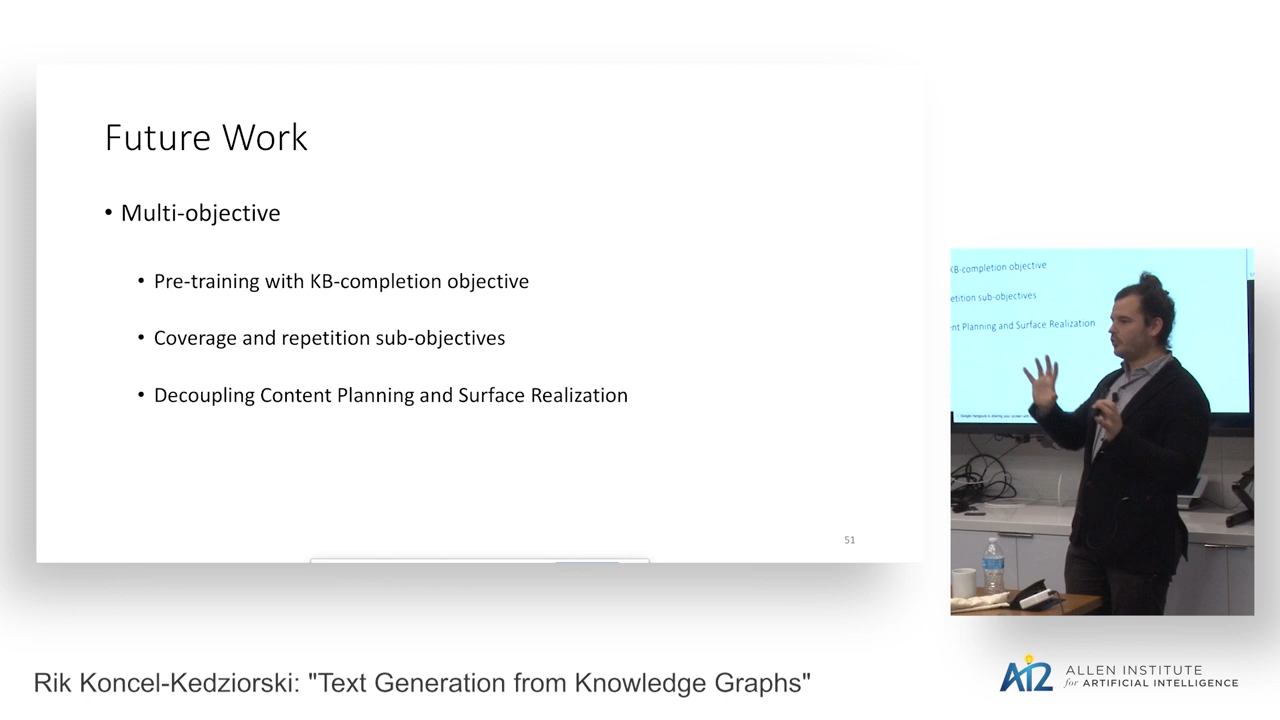 Future Work
• Multi-objective
• Pre-training with KB-completion objective
• Coverage and repetition sub-objectives
• Decoupling Content Planning and Surface Realization
51
KB-completion objective
etition sub-objectives
nt Planning and Surface Realization
Rik Koncel-Kedziorski: "Text Generation from Knowledge Graphs"
AI2 ALLEN INSTITUTE
for ARTIFICIAL INTELLIGENCE